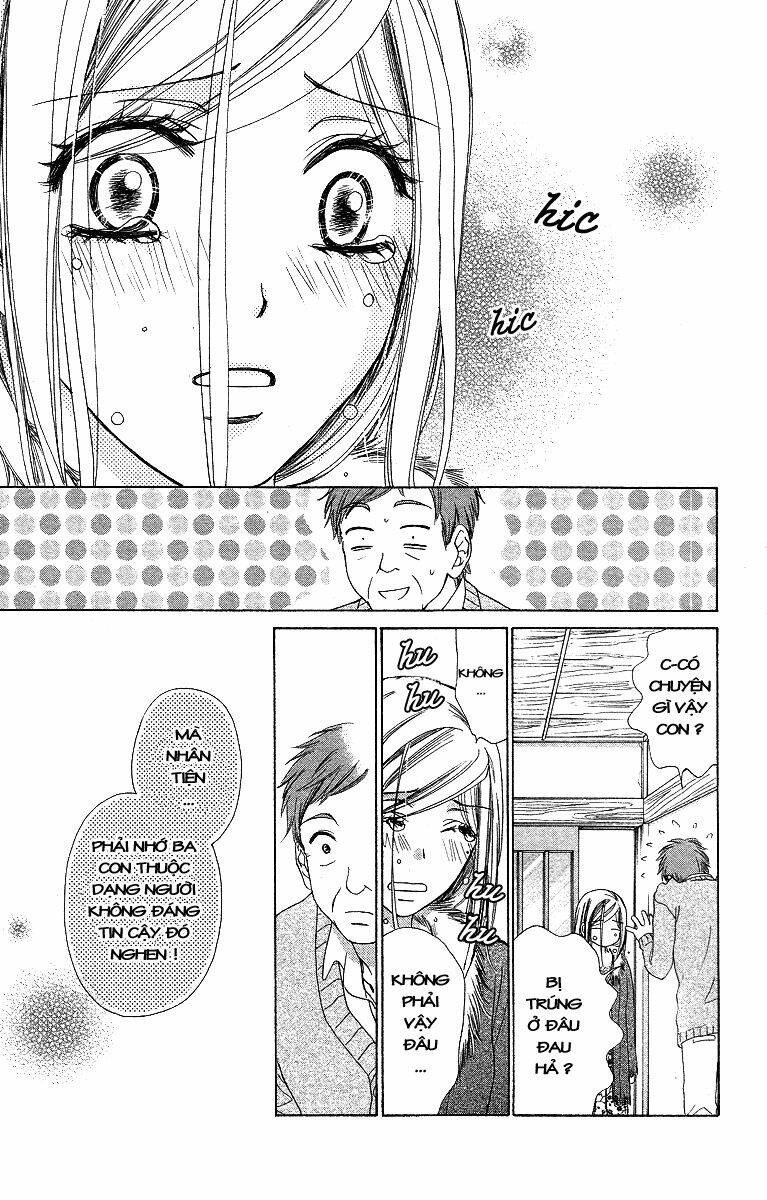 hic
hic
C-CÓ
CHUYỆN
GÌ VẬY
CON ?
BỊ
TRÚNG
Ở ĐÂU
ĐAU
HẢ ?
KHÔNG
...
hu
hu
hu
hu
KHÔNG
PHẢI
VẬY
ĐÂU
...
MÀ
NHÂN
TIỆN
...
PHẢI NHỚ BA
CON THUỘC
DẠNG NGƯỜI
KHÔNG ĐÁNG
TIN CẬY ĐÓ
NGHEN !